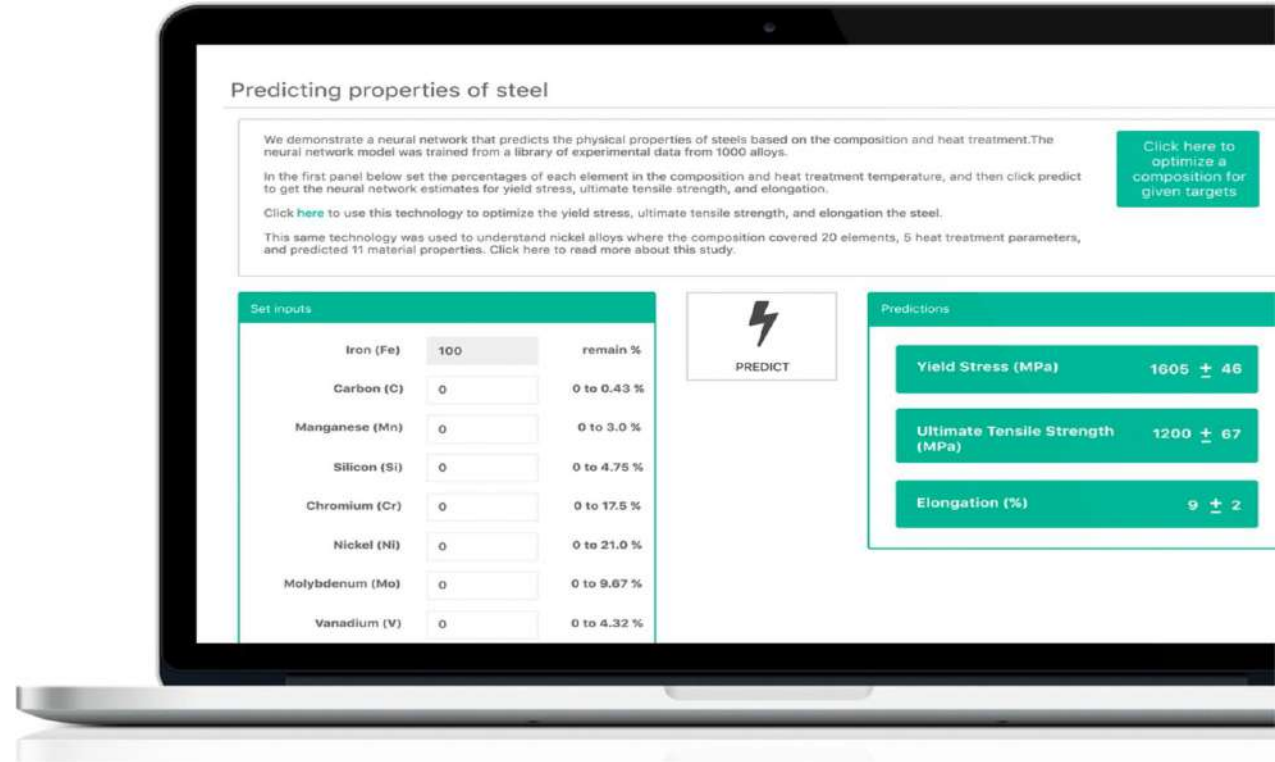 Predicting properties of steel
We demonstrate a neural network that predicts the physical properties of steels based on the composition and heat treatment.The
neural network model was trained from a library of experimental data from 1000 alloys.
In the first panel below set the percentages of each element in the composition and heat treatment temperature, and then click predict
to get the neural network estimates for yield stress, ultimate tensile strength, and elongation.
Click here to use this technology to optimize the yield stress, ultimate tensile strength, and elongation the steel.
This same technology was used to understand nickel alloys where the composition covered 20 elements, 5 heat treatment parameters,
and predicted 11 material properties. Click here to read more about this study.
Click here to
optimize a
composition for
given targets
Set inputs
Iron (Fe) 100 remain %
Carbon (C) 0 0 to 0.43 %
Manganese (Mn) 0 0 to 3.0 %
Silicon (Si) 0 0 to 4.75 %
Chromium (Cr) 0 0 to 17.5 %
Nickel (Ni) 0 0 to 21.0 %
Molybdenum (Mo) 0 0 to 9.67 %
Vanadium (V) 0 0 to 4.32 %
PREDICT
Predictions
Yield Stress (MPa) 1605 ± 46
Ultimate Tensile Strength
(MPa) 1200 ± 67
Elongation (%) 9 ± 2